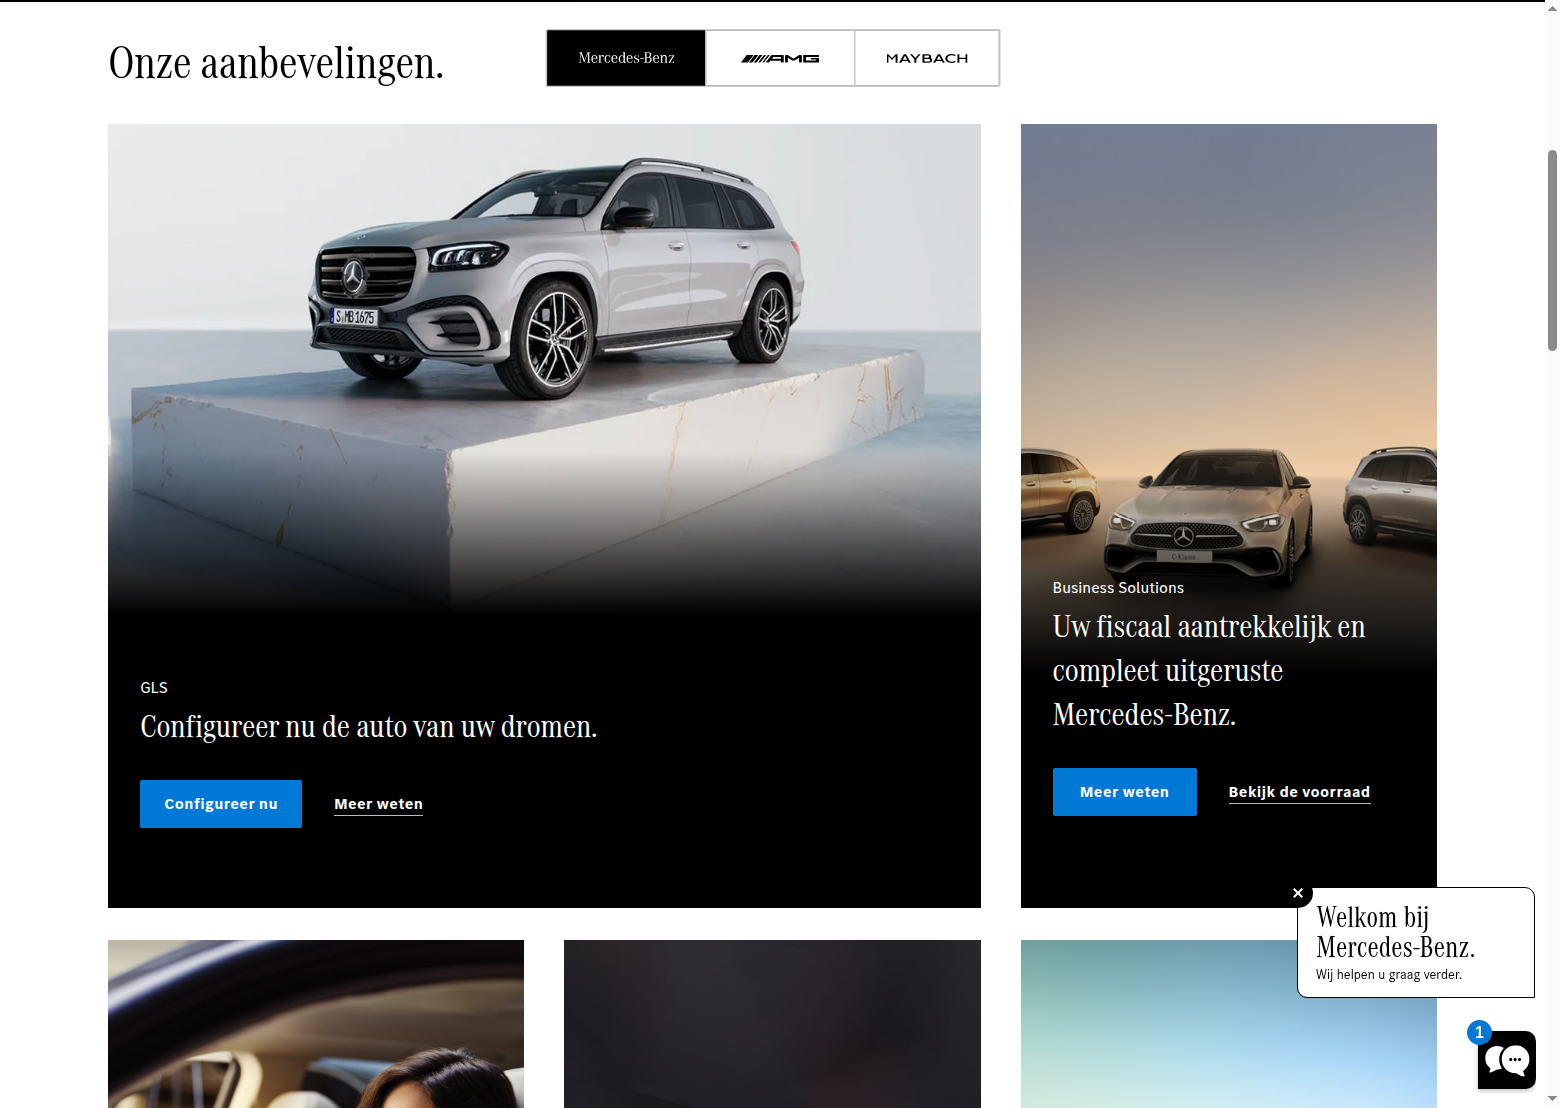 Onze aanbevelingen.
Mercedes-Benz
AMG
MAYBACH
S MB 1675
GLS
Configureer nu de auto van uw dromen.
Configureer nu
Meer weten
C-Klasse
Business Solutions
Uw fiscaal aantrekkelijk en
compleet uitgeruste
Mercedes-Benz.
Meer weten
Bekijk de voorraad
Welkom bij
Mercedes-Benz.
Wij helpen u graag verder.
1